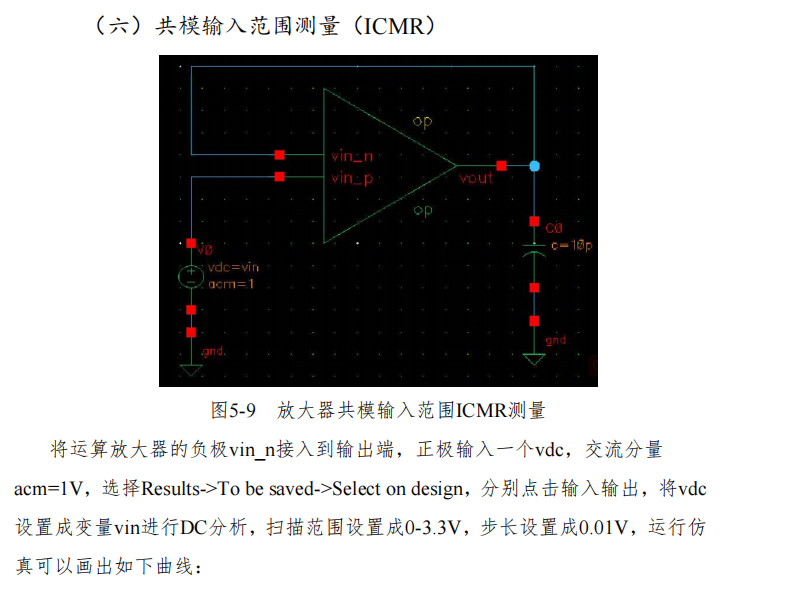 （六）共模输入范围测量（ICMR）
op
vin_n
vin_p
vout
op
C0
c=10p
v0
vdc=vin
acm=1
gnd
gnd
图5-9 放大器共模输入范围ICMR测量
将运算放大器的负极vin_n接入到输出端，正极输入一个vdc，交流分量
acm=1V，选择Results->To be saved->Select on design，分别点击输入输出，将vdc
设置成变量vin进行DC分析，扫描范围设置成0-3.3V，步长设置成0.01V，运行仿
真可以画出如下曲线：